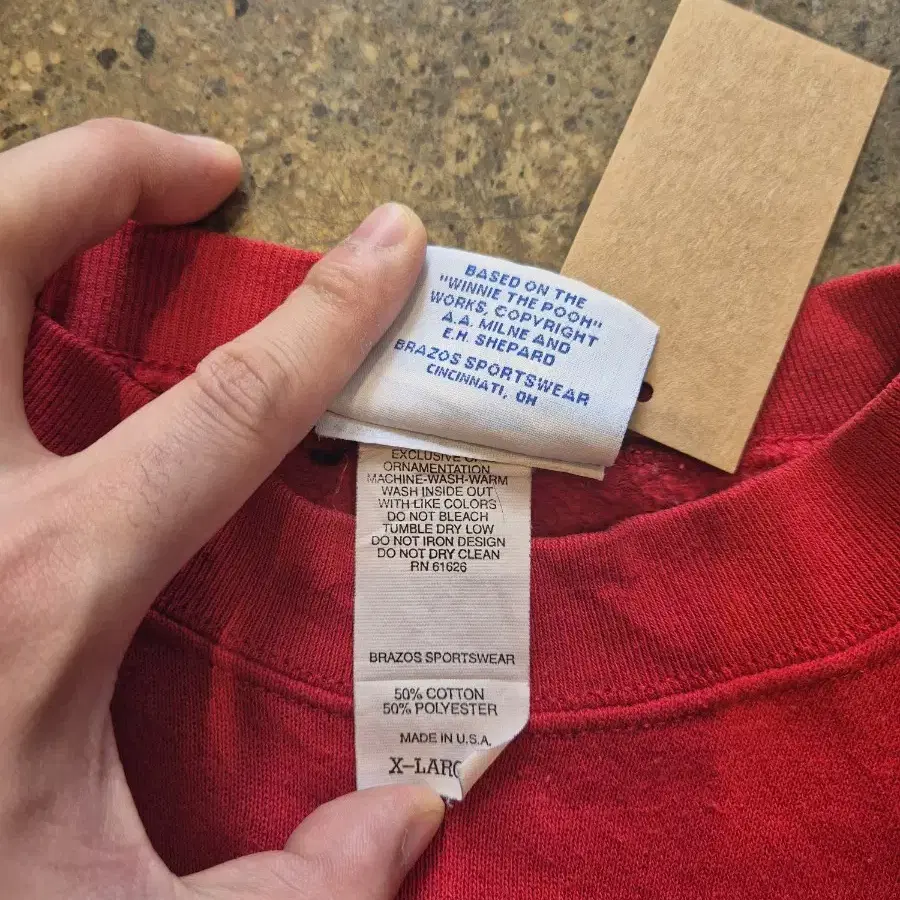 BASED ON THE
"WINNIE THE POOH"
WORKS, COPYRIGHT
A.A. MILNE AND
E.H. SHEPARD
BRAZOS SPORTSWEAR
CINCINNATI, OH
EXCLUSIVE
ORNAMENTATION
MACHINE-WASH-WARM
WASH INSIDE OUT
WITH LIKE COLORS
DO NOT BLEACH
TUMBLE DRY LOW
DO NOT IRON DESIGN
DO NOT DRY CLEAN
RN 61626
BRAZOS SPORTSWEAR
50% COTTON
50% POLYESTER
MADE IN U.S.A.
X-LARG